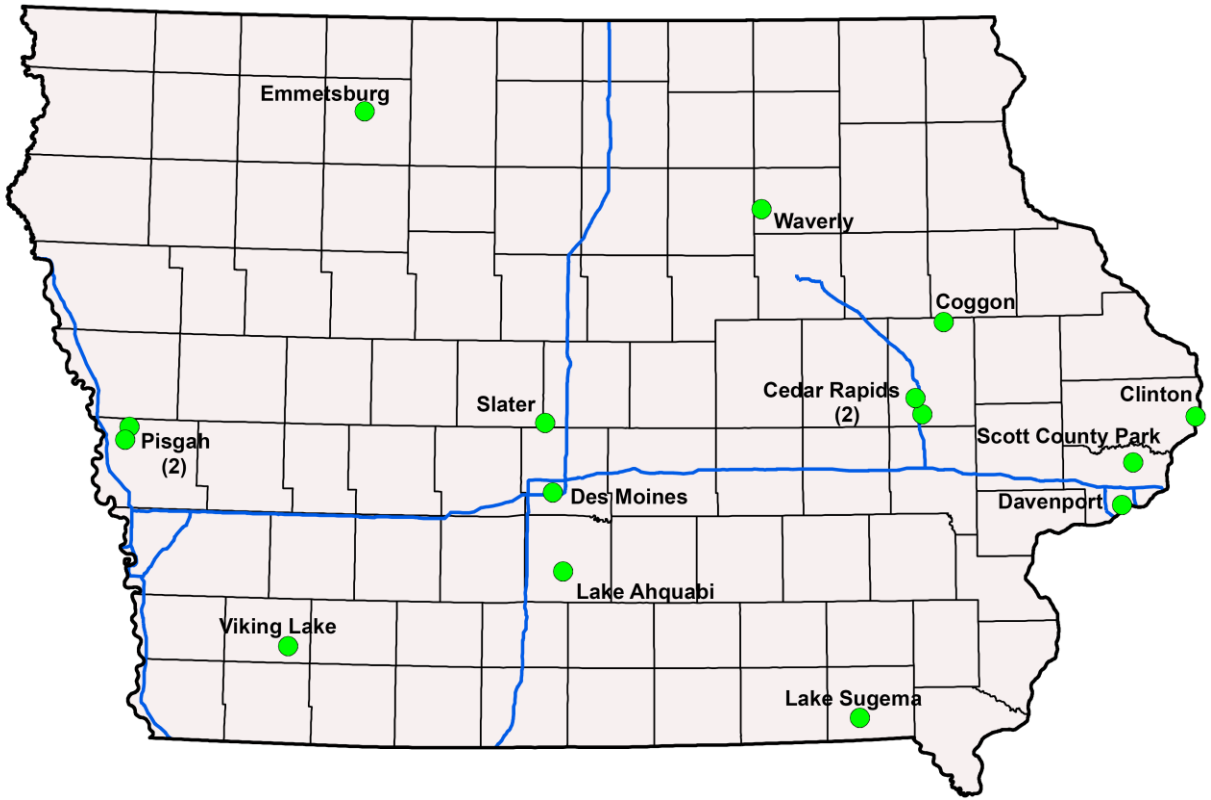 Emmetsburg
Waverly
Coggon
Cedar Rapids
(2)
Clinton
Slater
Scott County Park
Pisgah
(2)
Des Moines
Davenport
Lake Ahquabi
Viking Lake
Lake Sugema